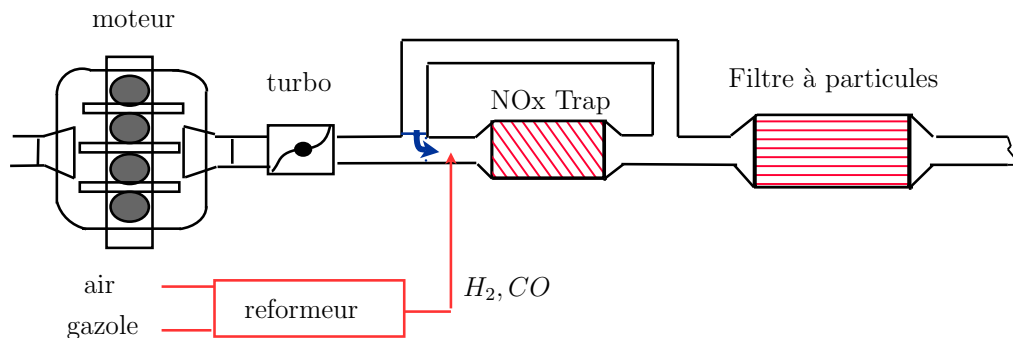 moteur
turbo
NOx Trap
Filtre à particules
air
gazole
reformeur
H₂, CO